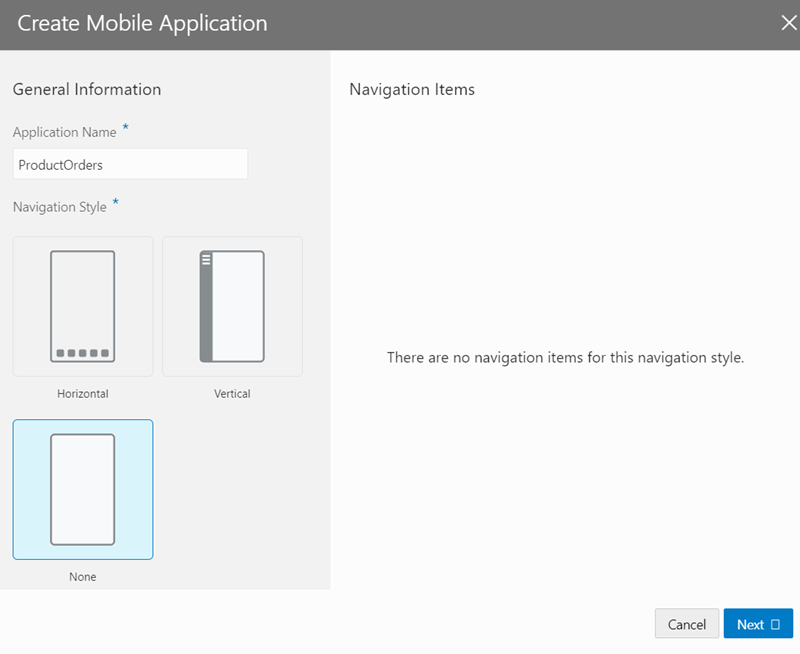 Create Mobile Application
General Information
Application Name *
ProductOrders
Navigation Style *
Horizontal
Vertical
None
Navigation Items
There are no navigation items for this navigation style.
Cancel
Next